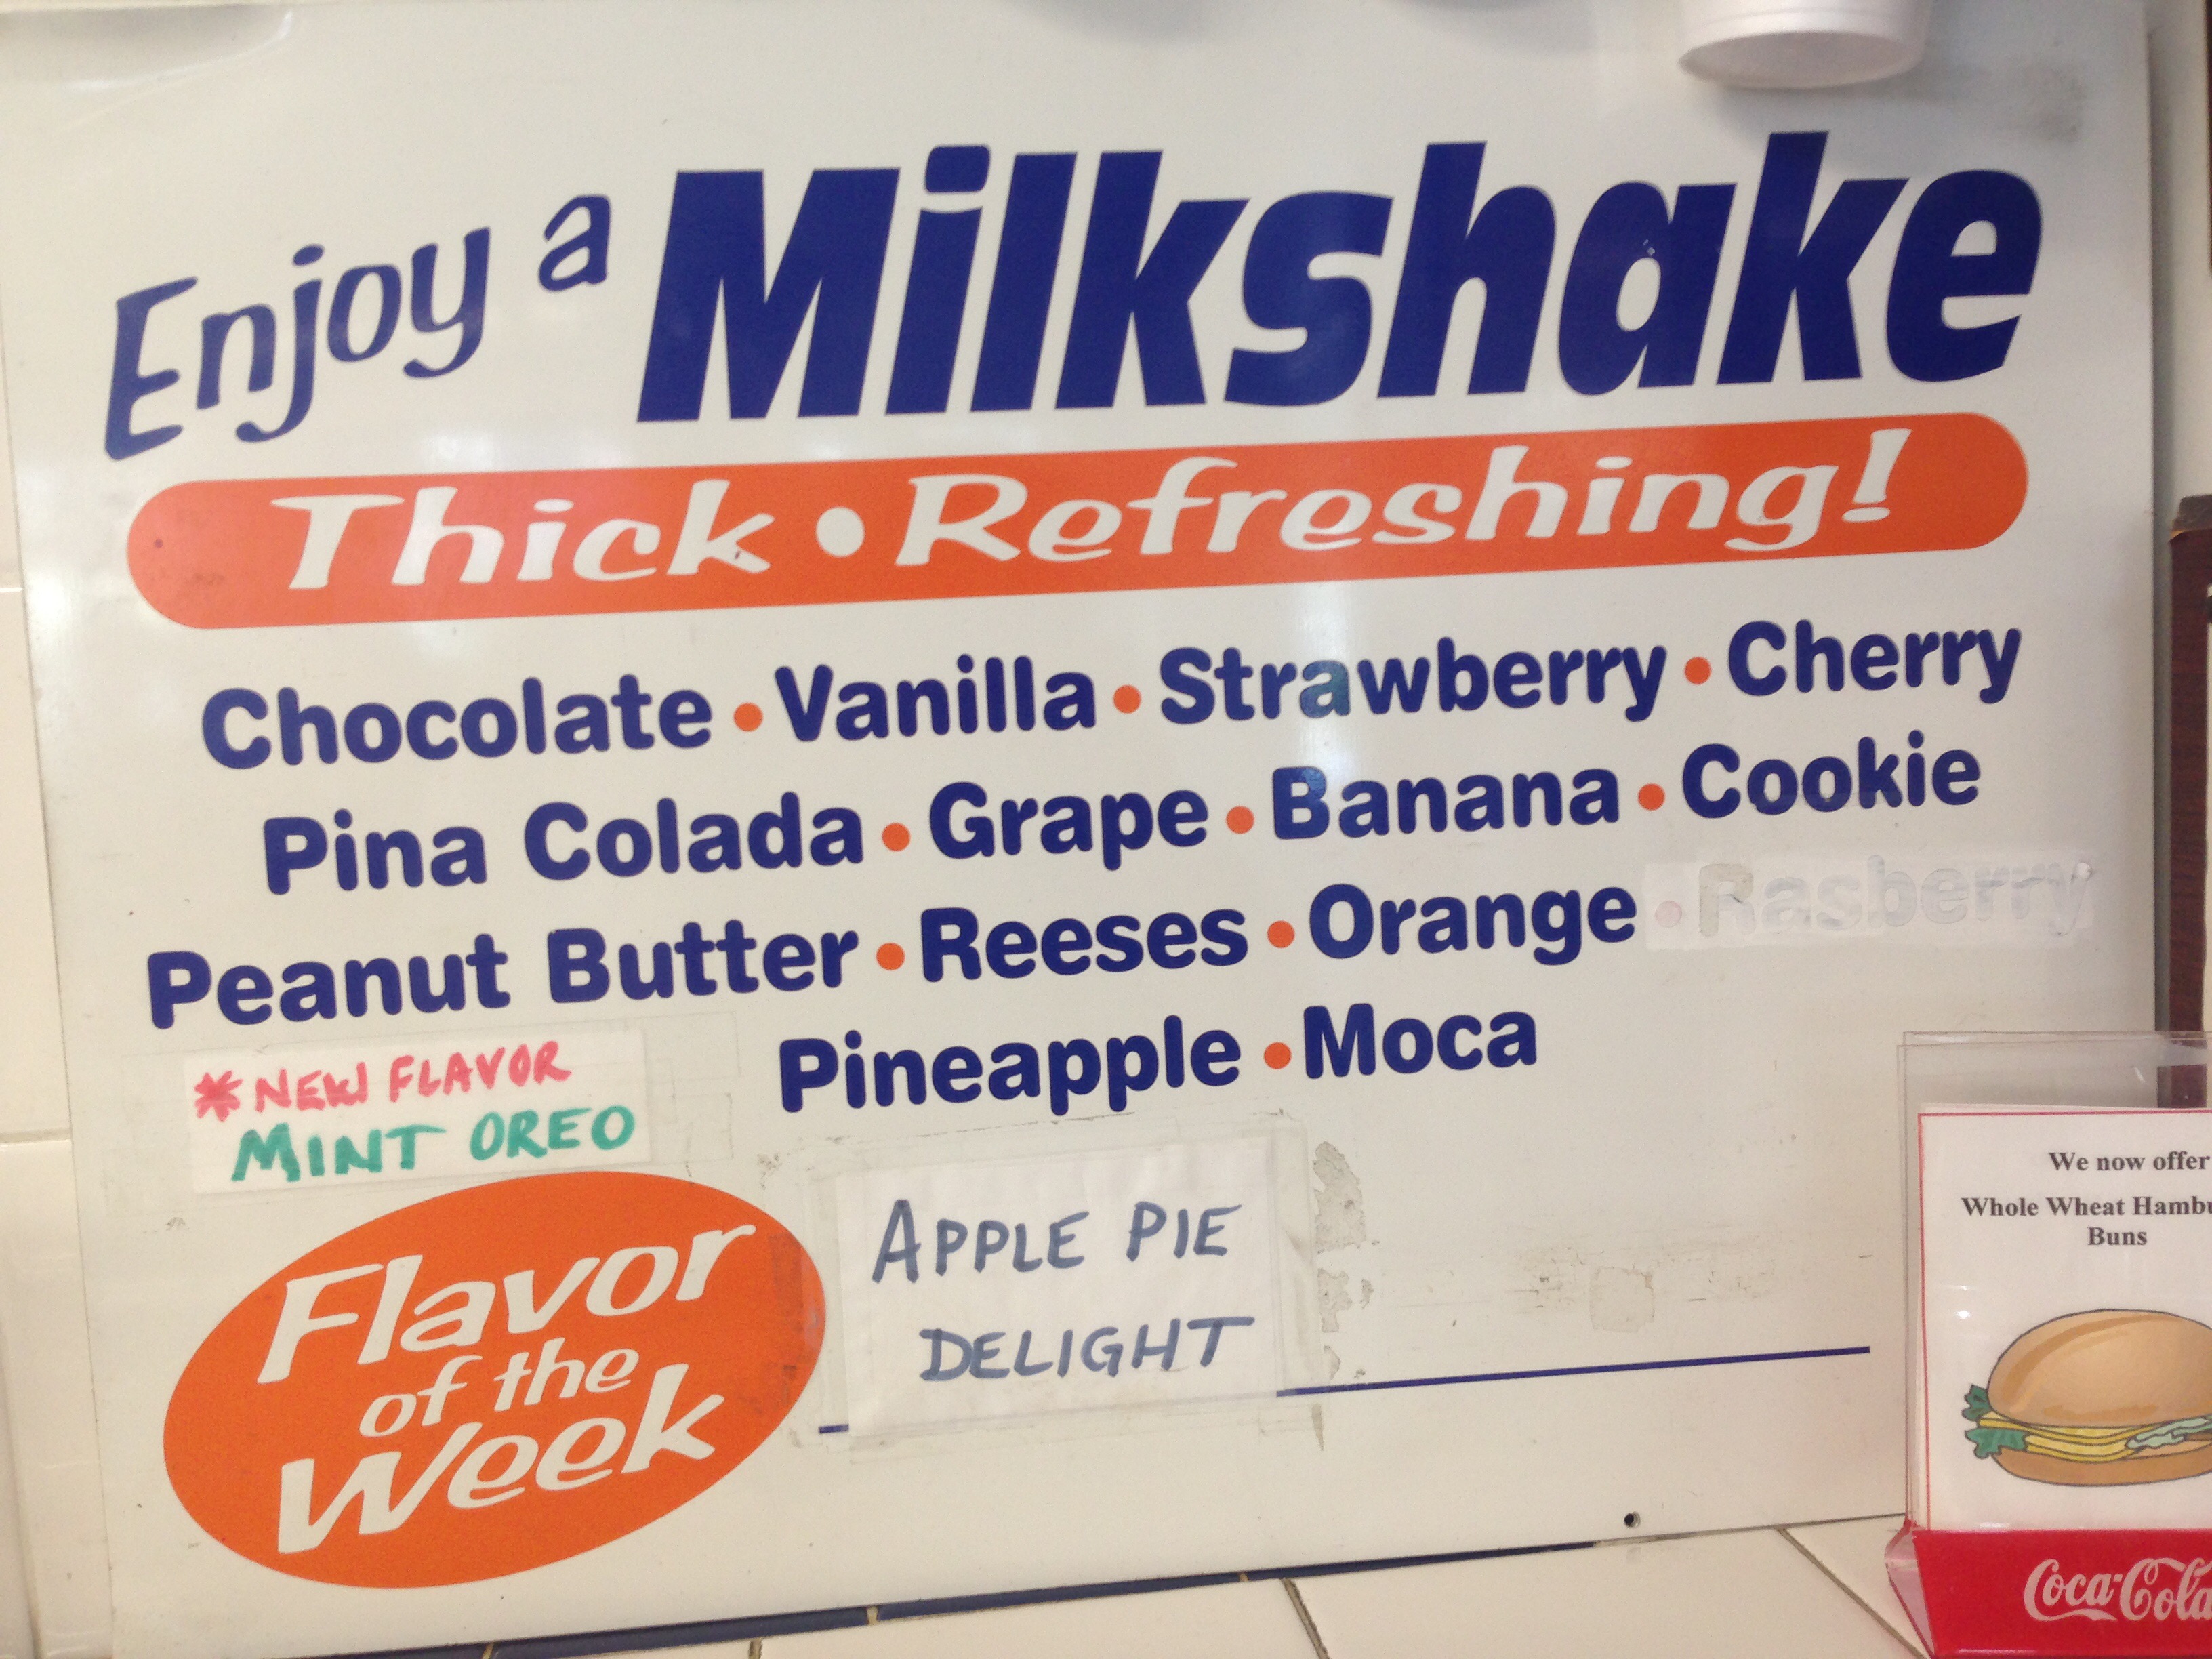 Enjoy a Milkshake
Thick • Refreshing!
Chocolate • Vanilla • Strawberry • Cherry
Pina Colada • Grape • Banana • Cookie
Peanut Butter • Reeses • Orange • Rasberry
Pineapple • Moca
* NEW FLAVOR
MINT OREO
Flavor
of the
Week
APPLE PIE
DELIGHT
We now offer
Whole Wheat
Buns
Coca-Cola